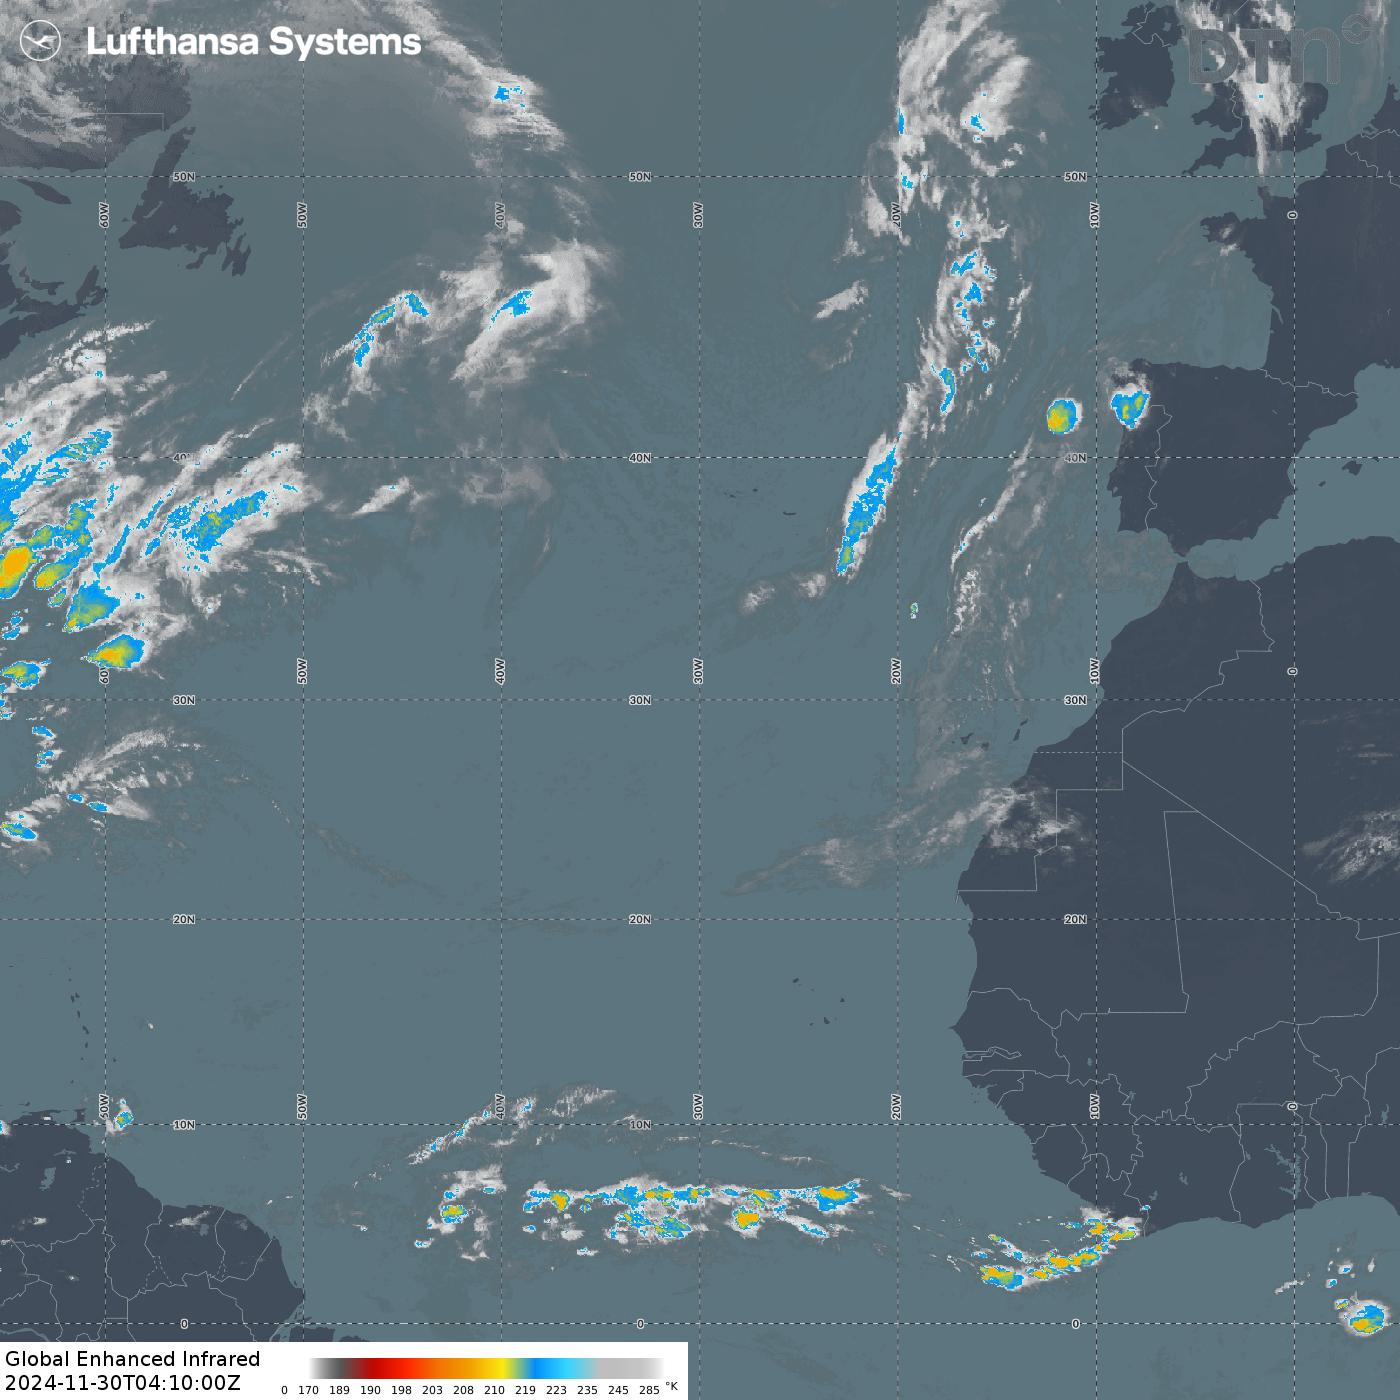 Lufthansa Systems
DTN
50N 50N 50N
60W 50W 40W 30W 20W 10W 0
40N 40N 40N
60W 50W 40W 30W 20W 10W 0
30N 30N 30N
20N 20N 20N
60W 50W 40W 30W 20W 10W 0
10N 10N
0 0 0
Global Enhanced Infrared
2024-11-30T04:10:00Z
0 170 189 190 198 203 208 210 219 223 235 245 285 °K